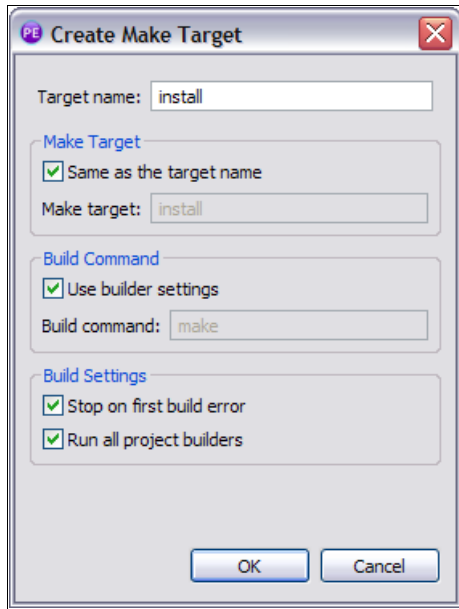 PE Create Make Target
Target name: install
Make Target
Same as the target name
Make target: install
Build Command
Use builder settings
Build command: make
Build Settings
Stop on first build error
Run all project builders
OK Cancel